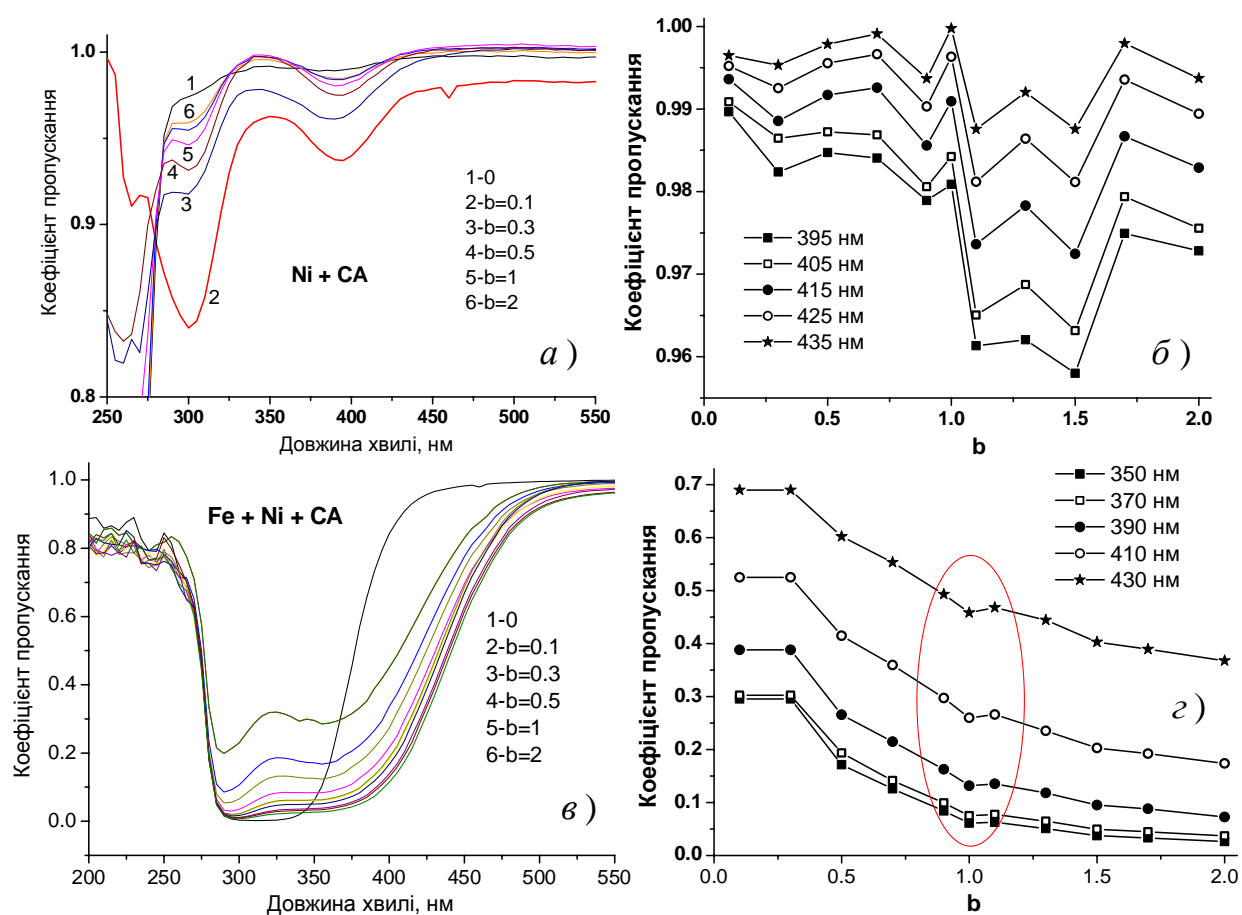 1.0
0.9
0.8
250
300
350
400
450
500
550
Коефіцієнт пропускання
Довжина хвилі, нм
1
6
5
4
3
2
1-0
2-b=0.1
3-b=0.3
4-b=0.5
5-b=1
6-b=2
Ni + CA
а )
1.00
0.99
0.98
0.97
0.96
0.0
0.5
1.0
1.5
2.0
Коефіцієнт пропускання
b
395 нм
405 нм
415 нм
425 нм
435 нм
б )
1.0
0.8
0.6
0.4
0.2
0.0
200
250
300
350
400
450
500
550
Коефіцієнт пропускання
Довжина хвилі, нм
Fe + Ni + CA
1-0
2-b=0.1
3-b=0.3
4-b=0.5
5-b=1
6-b=2
в )
0.7
0.6
0.5
0.4
0.3
0.2
0.1
0.0
0.0
0.5
1.0
1.5
2.0
Коефіцієнт пропускання
b
350 нм
370 нм
390 нм
410 нм
430 нм
г )